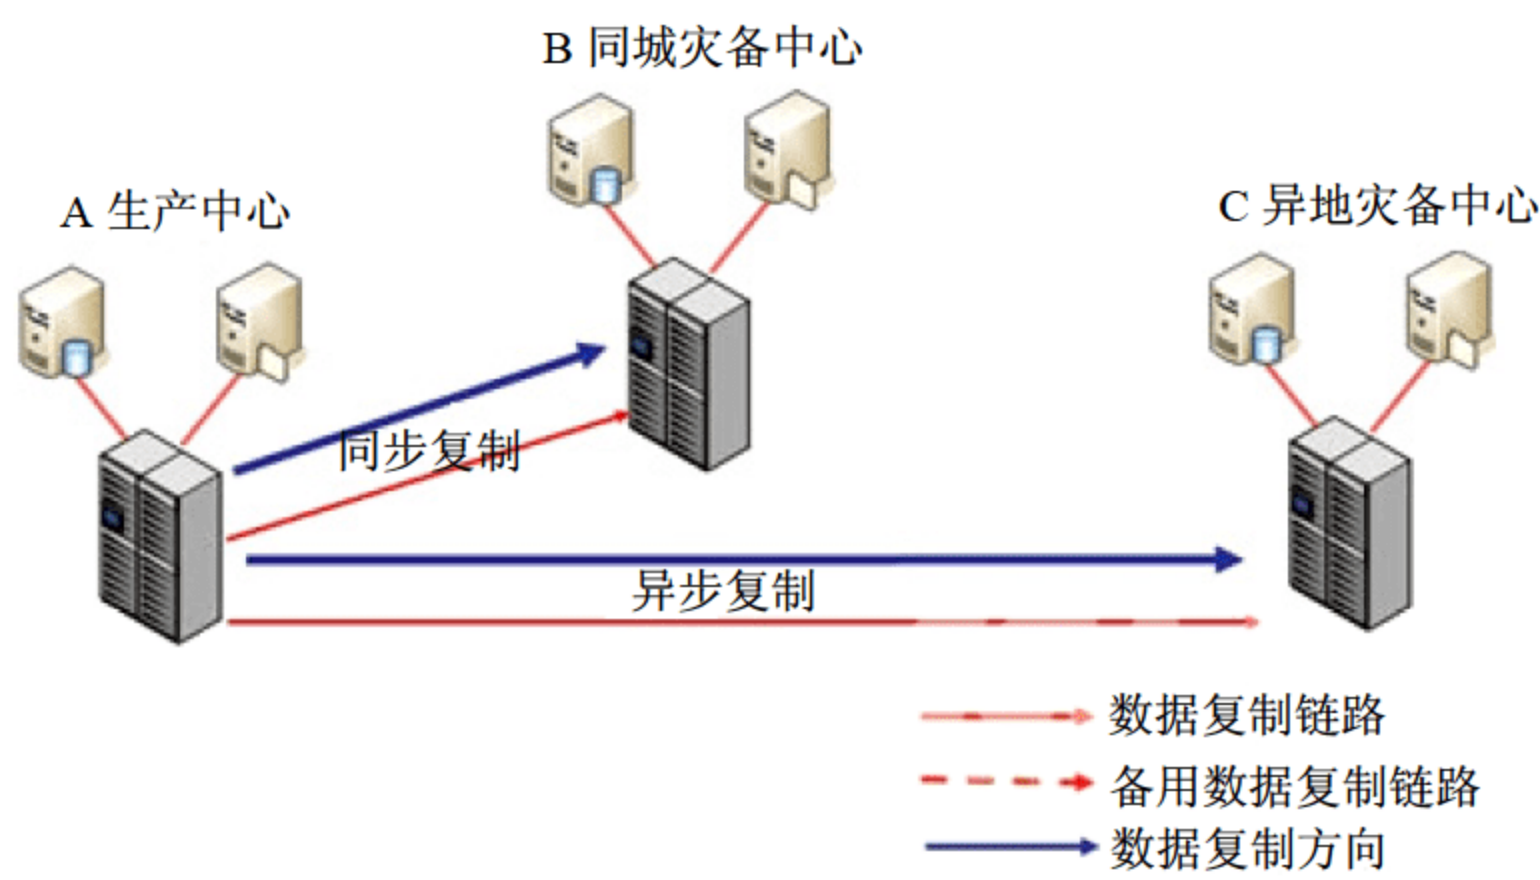 B 同城灾备中心
A 生产中心
C 异地灾备中心
同步复制
异步复制
数据复制链路
备用数据复制链路
数据复制方向